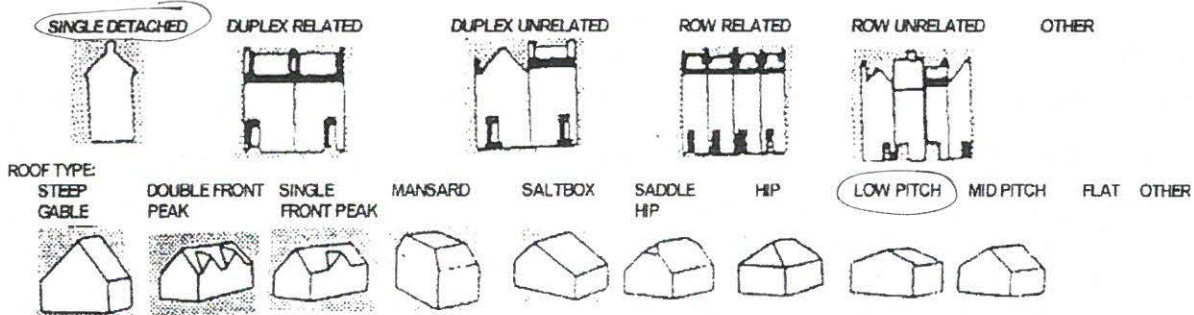 SINGLE DETACHED DUPLEX RELATED DUPLEX UNRELATED ROW RELATED ROW UNRELATED OTHER
ROOF TYPE:
STEEP GABLE DOUBLE FRONT PEAK SINGLE FRONT PEAK MANSARD SALTBOX SADDLE HIP HIP LOW PITCH MID PITCH FLAT OTHER